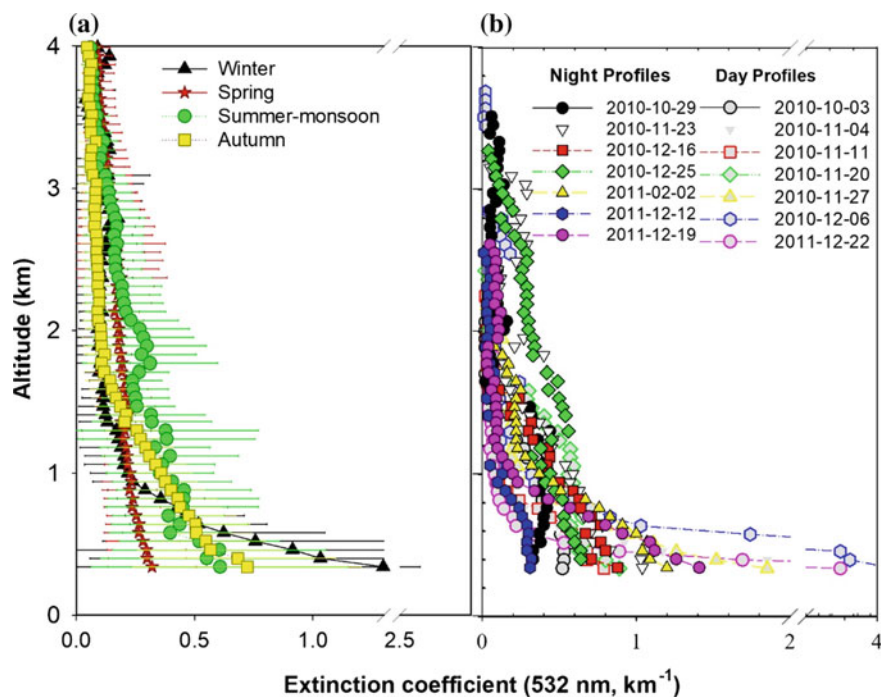 (a)
(b)
4
3
2
1
0
Altitude (km)
Winter
Spring
Summer-monsoon
Autumn
0.0
0.5
1.0
2.5
Night Profiles
2010-10-29
2010-11-23
2010-12-16
2010-12-25
2011-02-02
2011-12-12
2011-12-19
Day Profiles
2010-10-03
2010-11-04
2010-11-11
2010-11-20
2010-11-27
2010-12-06
2011-12-22
0
1
2
4
Extinction coefficient (532 nm, km⁻¹)